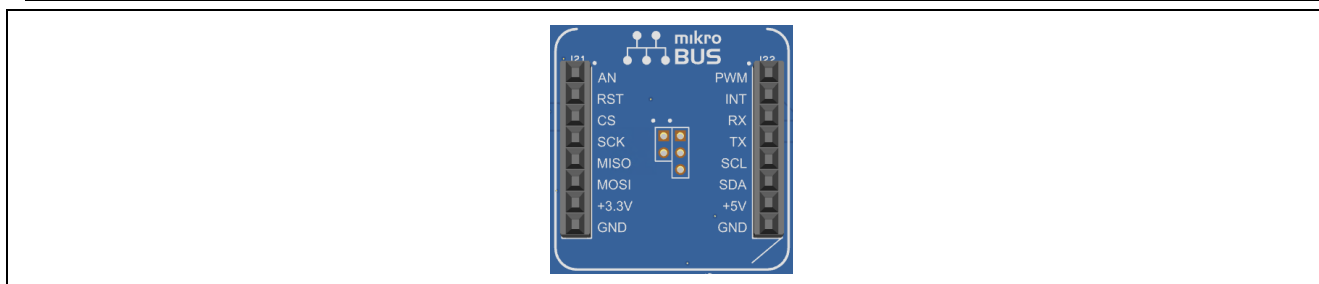 mikro
BUS
J21 J22
AN PWM
RST INT
CS RX
SCK TX
MISO SCL
MOSI SDA
+3.3V +5V
GND GND